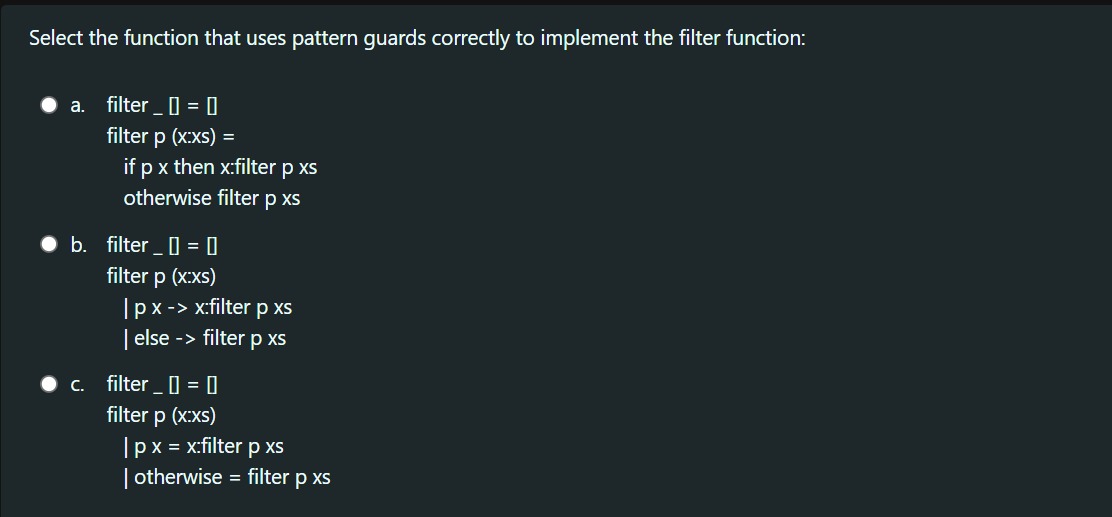 Select the function that uses pattern guards correctly to implement the filter function:
a. filter _ [] = []
filter p (x:xs) =
if p x then x:filter p xs
otherwise filter p xs
b. filter _ [] = []
filter p (x:xs)
| p x -> x:filter p xs
| else -> filter p xs
c. filter _ [] = []
filter p (x:xs)
| p x = x:filter p xs
| otherwise = filter p xs